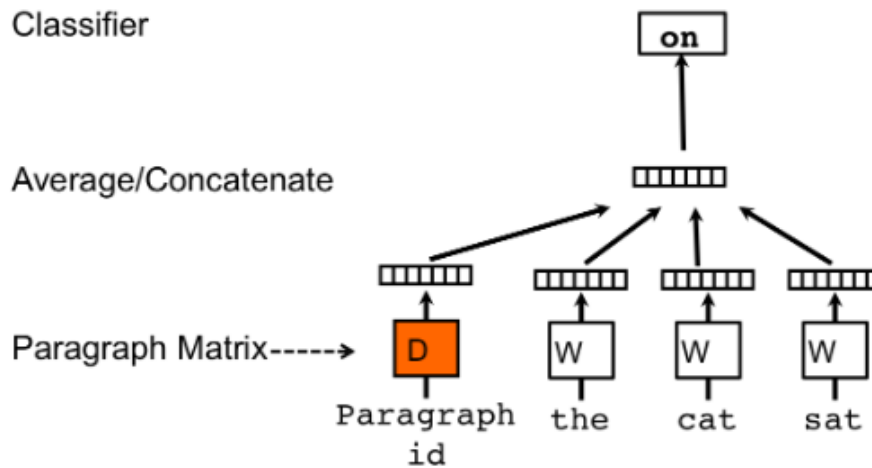 Classifier
on
Average/Concatenate
Paragraph Matrix
D
W
W
W
Paragraph id
the
cat
sat